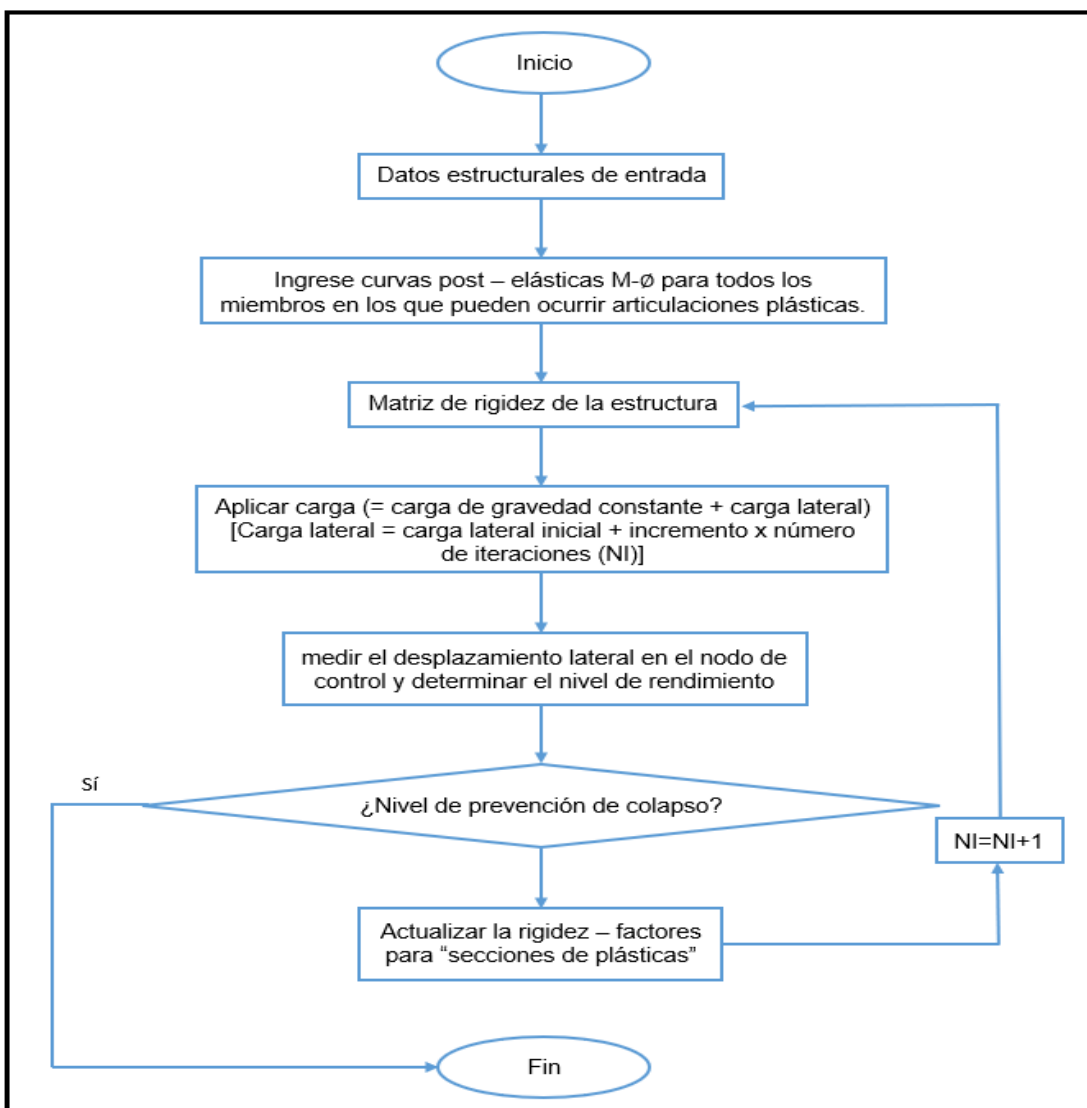 Inicio
Datos estructurales de entrada
Ingrese curvas post – elásticas M-ø para todos los
miembros en los que pueden ocurrir articulaciones plásticas.
Matriz de rigidez de la estructura
Aplicar carga (= carga de gravedad constante + carga lateral)
[Carga lateral = carga lateral inicial + incremento x número
de iteraciones (NI)]
medir el desplazamiento lateral en el nodo de
control y determinar el nivel de rendimiento
Sí
¿Nivel de prevención de colapso?
NI=NI+1
Actualizar la rigidez – factores
para “secciones de plásticas”
Fin